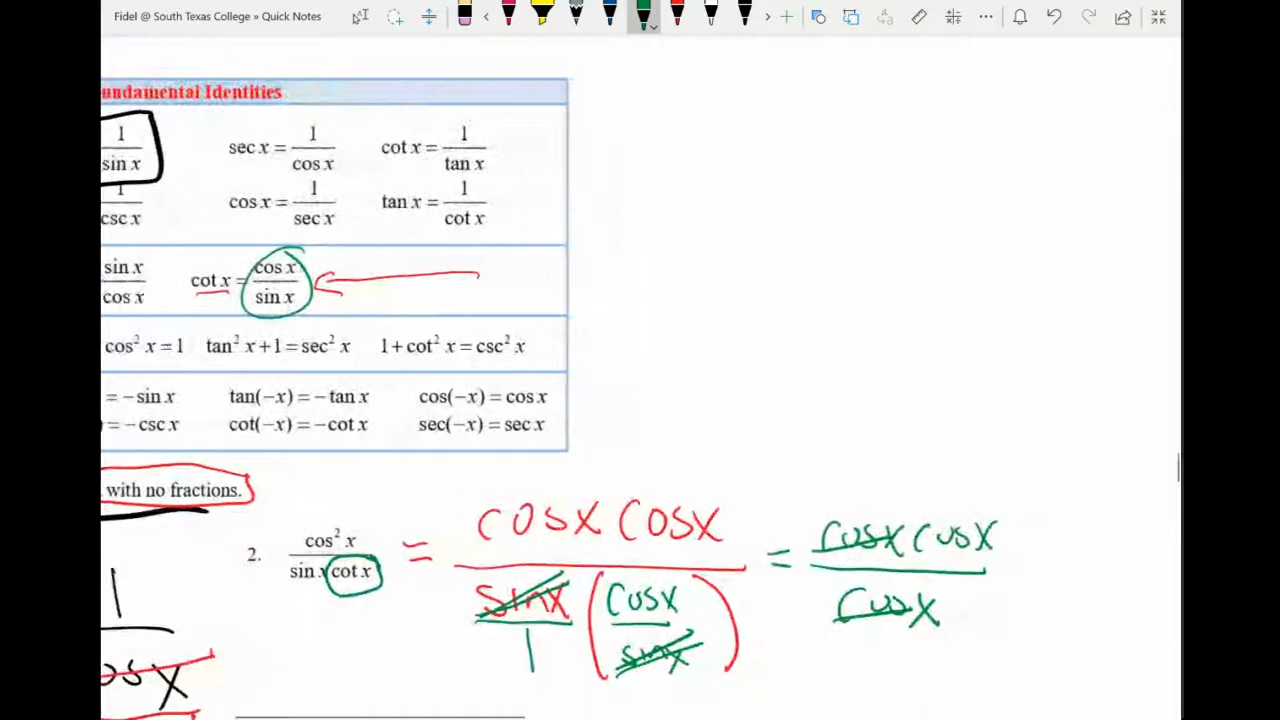 Fidel @ South Texas College » Quick Notes
undamental Identities
1/sin x sec x = 1/cos x cot x = 1/tan x
1/csc x cos x = 1/sec x tan x = 1/cot x
sin x/cos x cot x = cos x/sin x
cos² x = 1 tan² x + 1 = sec² x 1 + cot² x = csc² x
= −sin x tan(−x) = −tan x cos(−x) = cos x
= −csc x cot(−x) = −cot x sec(−x) = sec x
with no fractions.
2. cos² x/sin x cot x = cosx cosx/(sinx/1 (cosx/sinx)) = cosx cosx/cosx
1
os x